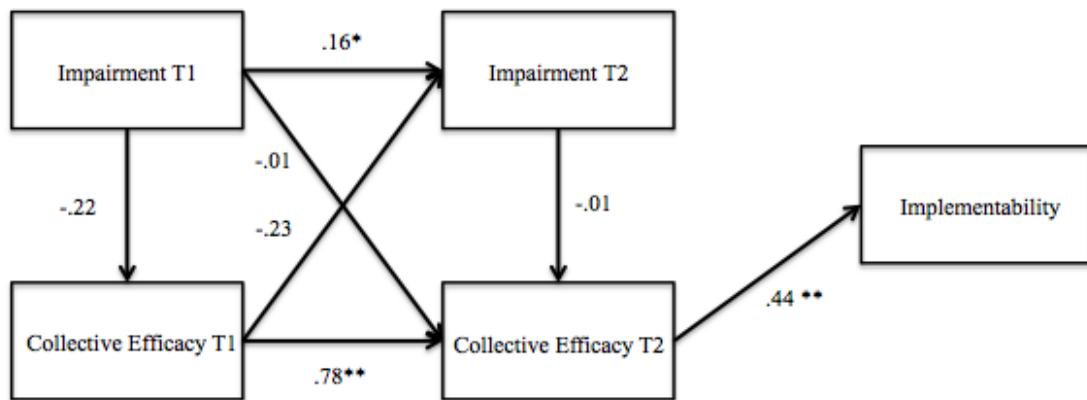 .16*
Impairment T1
Impairment T2
-.01
-.22
-.23
-.01
Implementability
.44 **
Collective Efficacy T1
Collective Efficacy T2
.78**